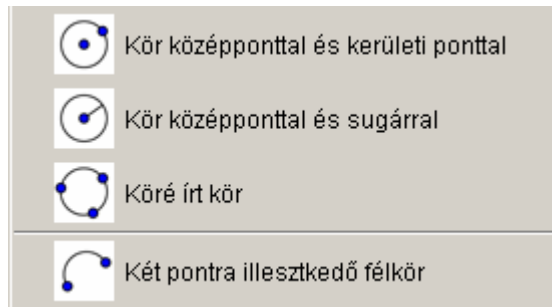 Kör középponttal és kerületi ponttal
Kör középponttal és sugárral
Köré írt kör
Két pontra illesztkedő félkör